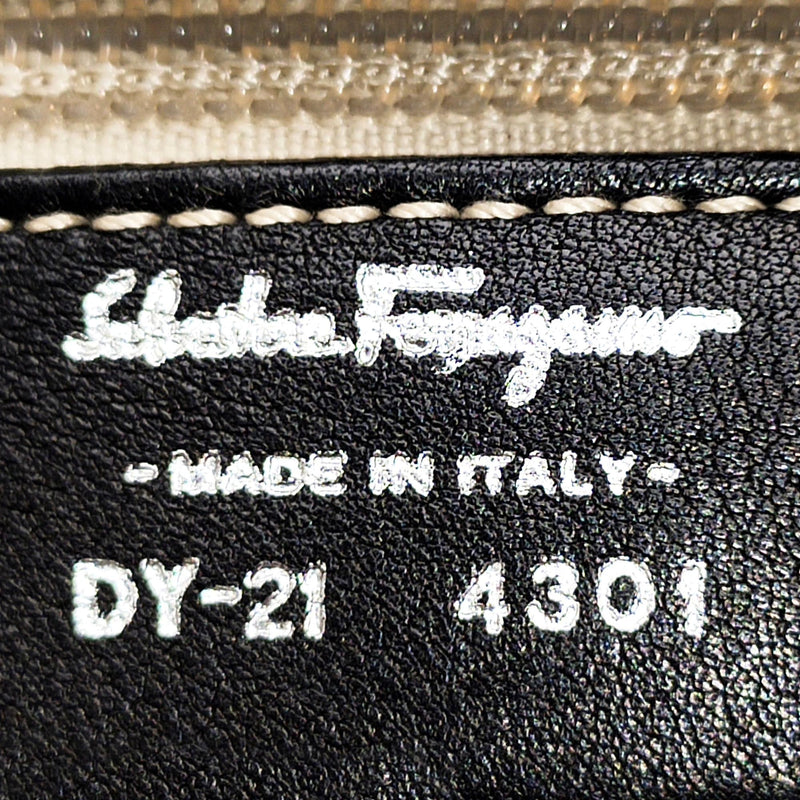 Salvatore Ferragamo
-MADE IN ITALY-
DY-21 4301